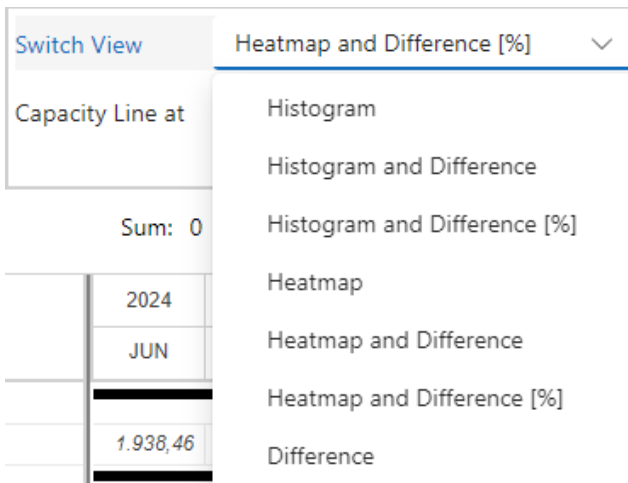 Switch View
Heatmap and Difference [%]
Capacity Line at
Histogram
Histogram and Difference
Histogram and Difference [%]
Heatmap
Heatmap and Difference
Heatmap and Difference [%]
Difference
Sum: 0
2024
JUN
1.938,46